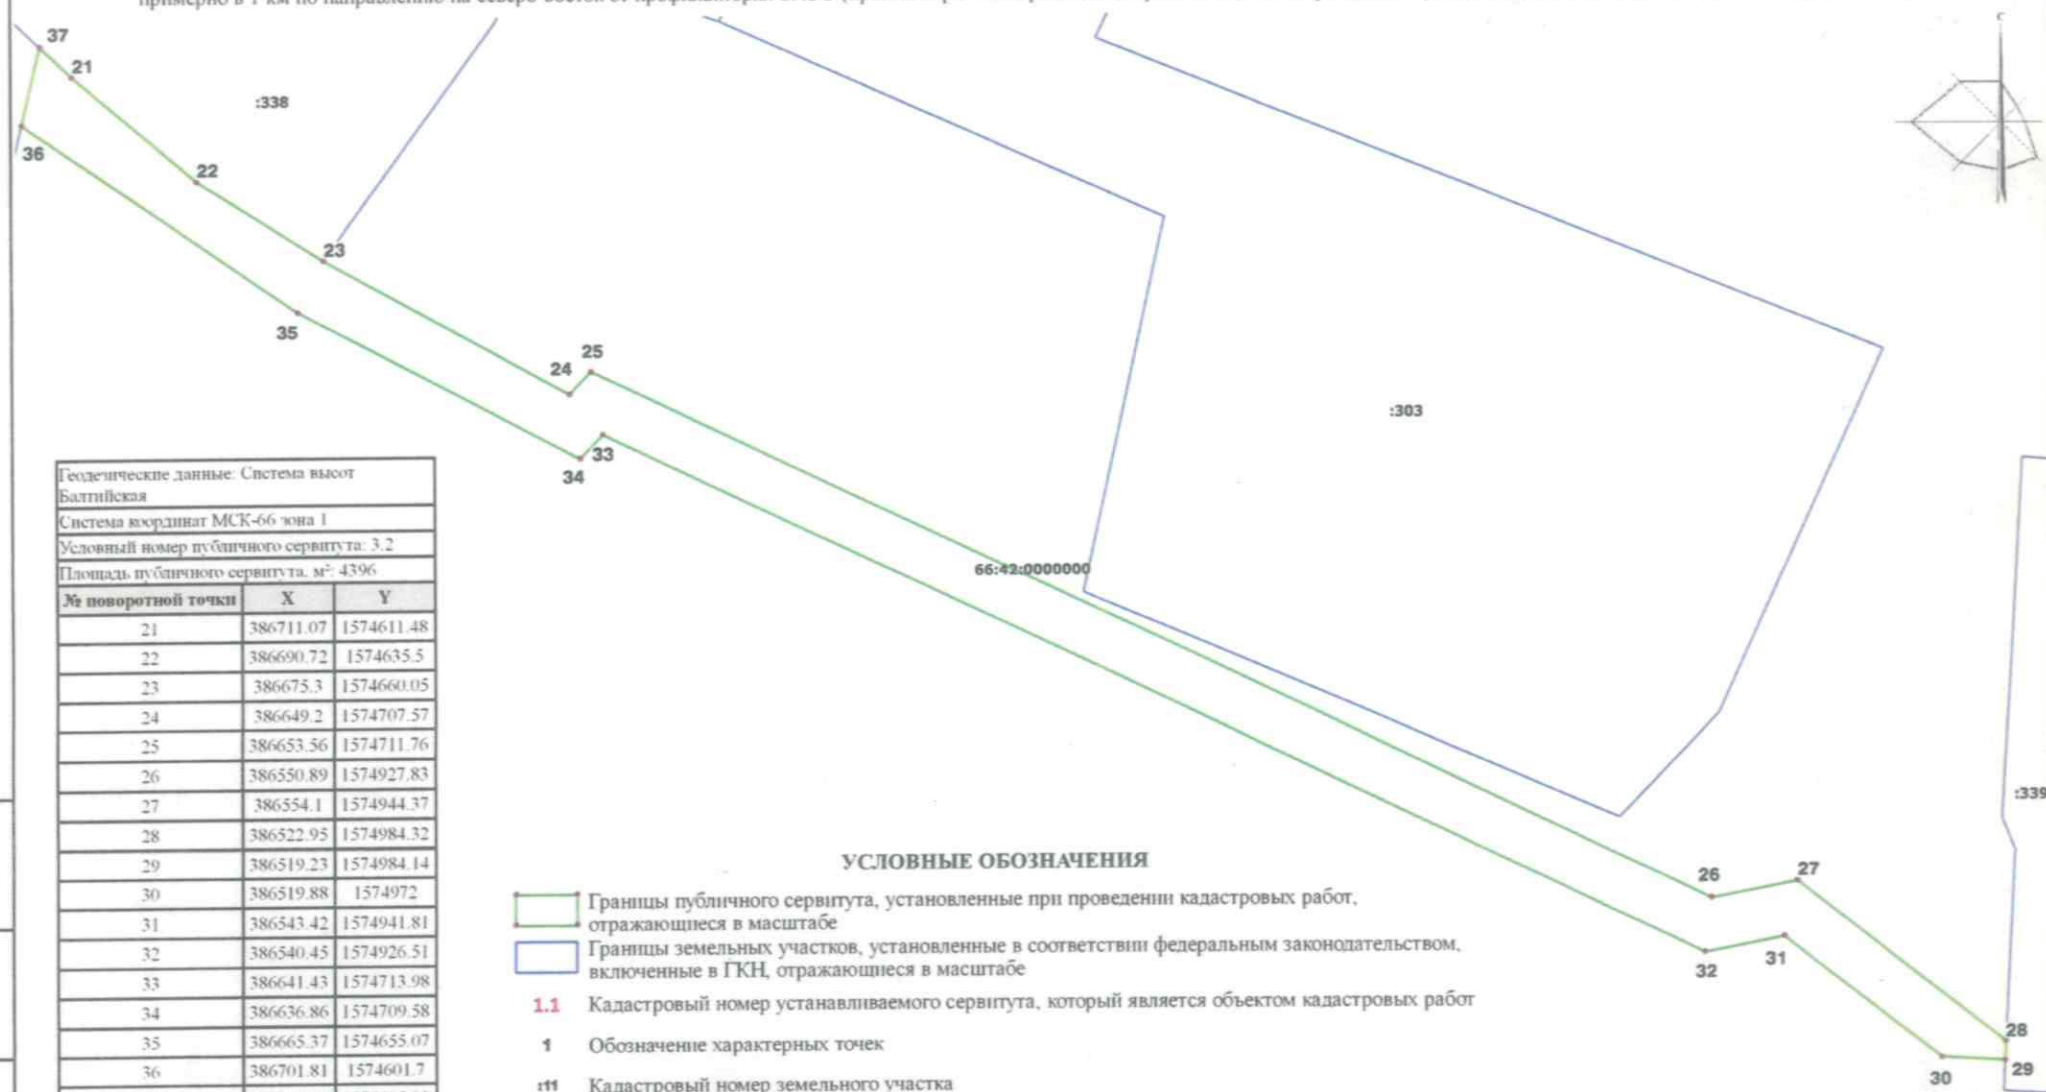 37
21
:338
36
22
23
35
25
24
33
34
:303
66:42:0000000
:339
26
27
32
31
28
29
30
С
Геодезические данные: Система высот
Балтийская
Система координат МСК-66 зона 1
Условный номер публичного сервитута: 3.2
Площадь публичного сервитута, м²: 4396
№ поворотной точки X Y
21 386711.07 1574611.48
22 386690.72 1574635.5
23 386675.3 1574660.05
24 386649.2 1574707.57
25 386653.56 1574711.76
26 386550.89 1574927.83
27 386554.1 1574944.37
28 386522.95 1574984.32
29 386519.23 1574984.14
30 386519.88 1574972
31 386543.42 1574941.81
32 386540.45 1574926.51
33 386641.43 1574713.98
34 386636.86 1574709.58
35 386665.37 1574655.07
36 386701.81 1574601.7
УСЛОВНЫЕ ОБОЗНАЧЕНИЯ
Границы публичного сервитута, установленные при проведении кадастровых работ,
отражающиеся в масштабе
Границы земельных участков, установленные в соответствии федеральным законодательством,
включенные в ГКН, отражающиеся в масштабе
1.1 Кадастровый номер устанавливаемого сервитута, который является объектом кадастровых работ
1 Обозначение характерных точек
:11 Кадастровый номер земельного участка